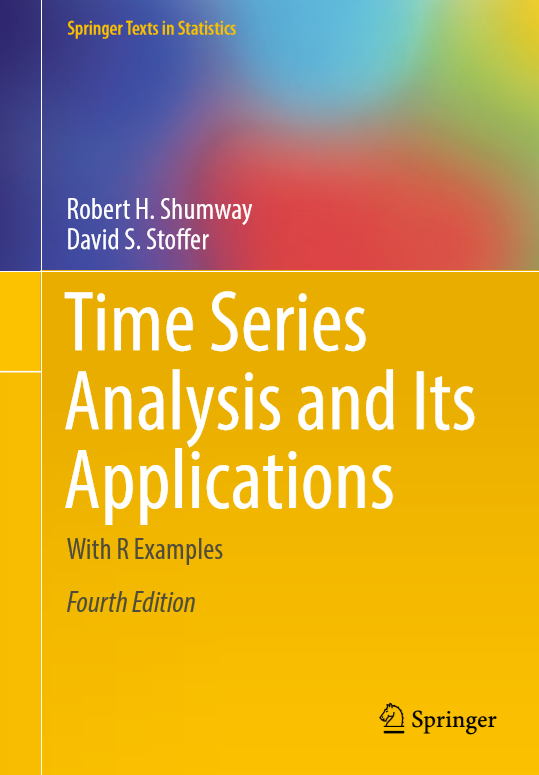 Springer Texts in Statistics
Robert H. Shumway
David S. Stoffer
Time Series
Analysis and Its
Applications
With R Examples
Fourth Edition
Springer